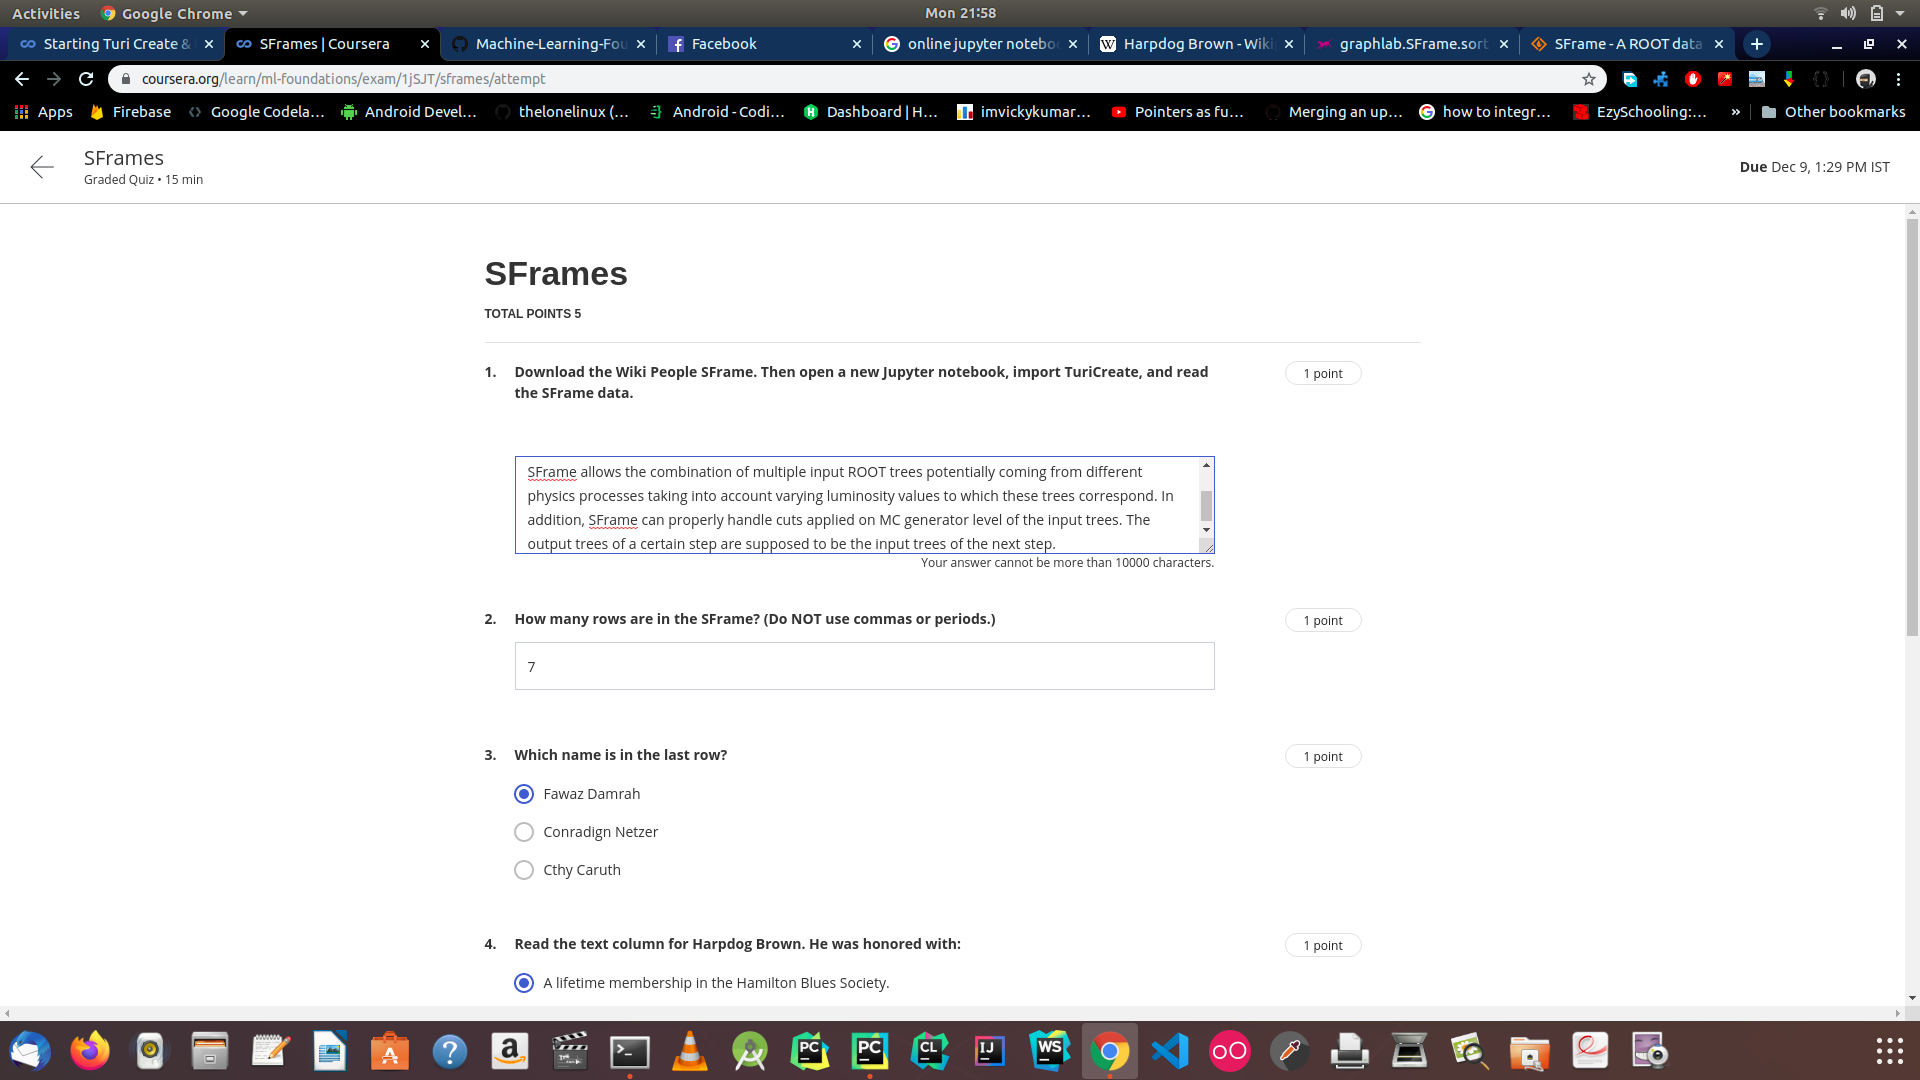 Activities
Google Chrome
Mon 21:58
Starting Turi Create &
SFrames | Coursera
Machine-Learning-Fou
Facebook
online jupyter notebo
Harpdog Brown - Wiki
graphlab.SFrame.sort
SFrame - A ROOT data
coursera.org/learn/ml-foundations/exam/1jSJT/sframes/attempt
Apps
Firebase
Google Codela...
Android Devel...
thelonelinux (...
Android - Codi...
Dashboard | H...
imvickykumar...
Pointers as fu...
Merging an up...
how to integr...
EzySchooling:...
»
Other bookmarks
SFrames
Graded Quiz • 15 min
Due Dec 9, 1:29 PM IST
SFrames
TOTAL POINTS 5
1. Download the Wiki People SFrame. Then open a new Jupyter notebook, import TuriCreate, and read
the SFrame data.
1 point
SFrame allows the combination of multiple input ROOT trees potentially coming from different
physics processes taking into account varying luminosity values to which these trees correspond. In
addition, SFrame can properly handle cuts applied on MC generator level of the input trees. The
output trees of a certain step are supposed to be the input trees of the next step.
Your answer cannot be more than 10000 characters.
2. How many rows are in the SFrame? (Do NOT use commas or periods.)
1 point
7
3. Which name is in the last row?
1 point
Fawaz Damrah
Conradign Netzer
Cthy Caruth
4. Read the text column for Harpdog Brown. He was honored with:
1 point
A lifetime membership in the Hamilton Blues Society.